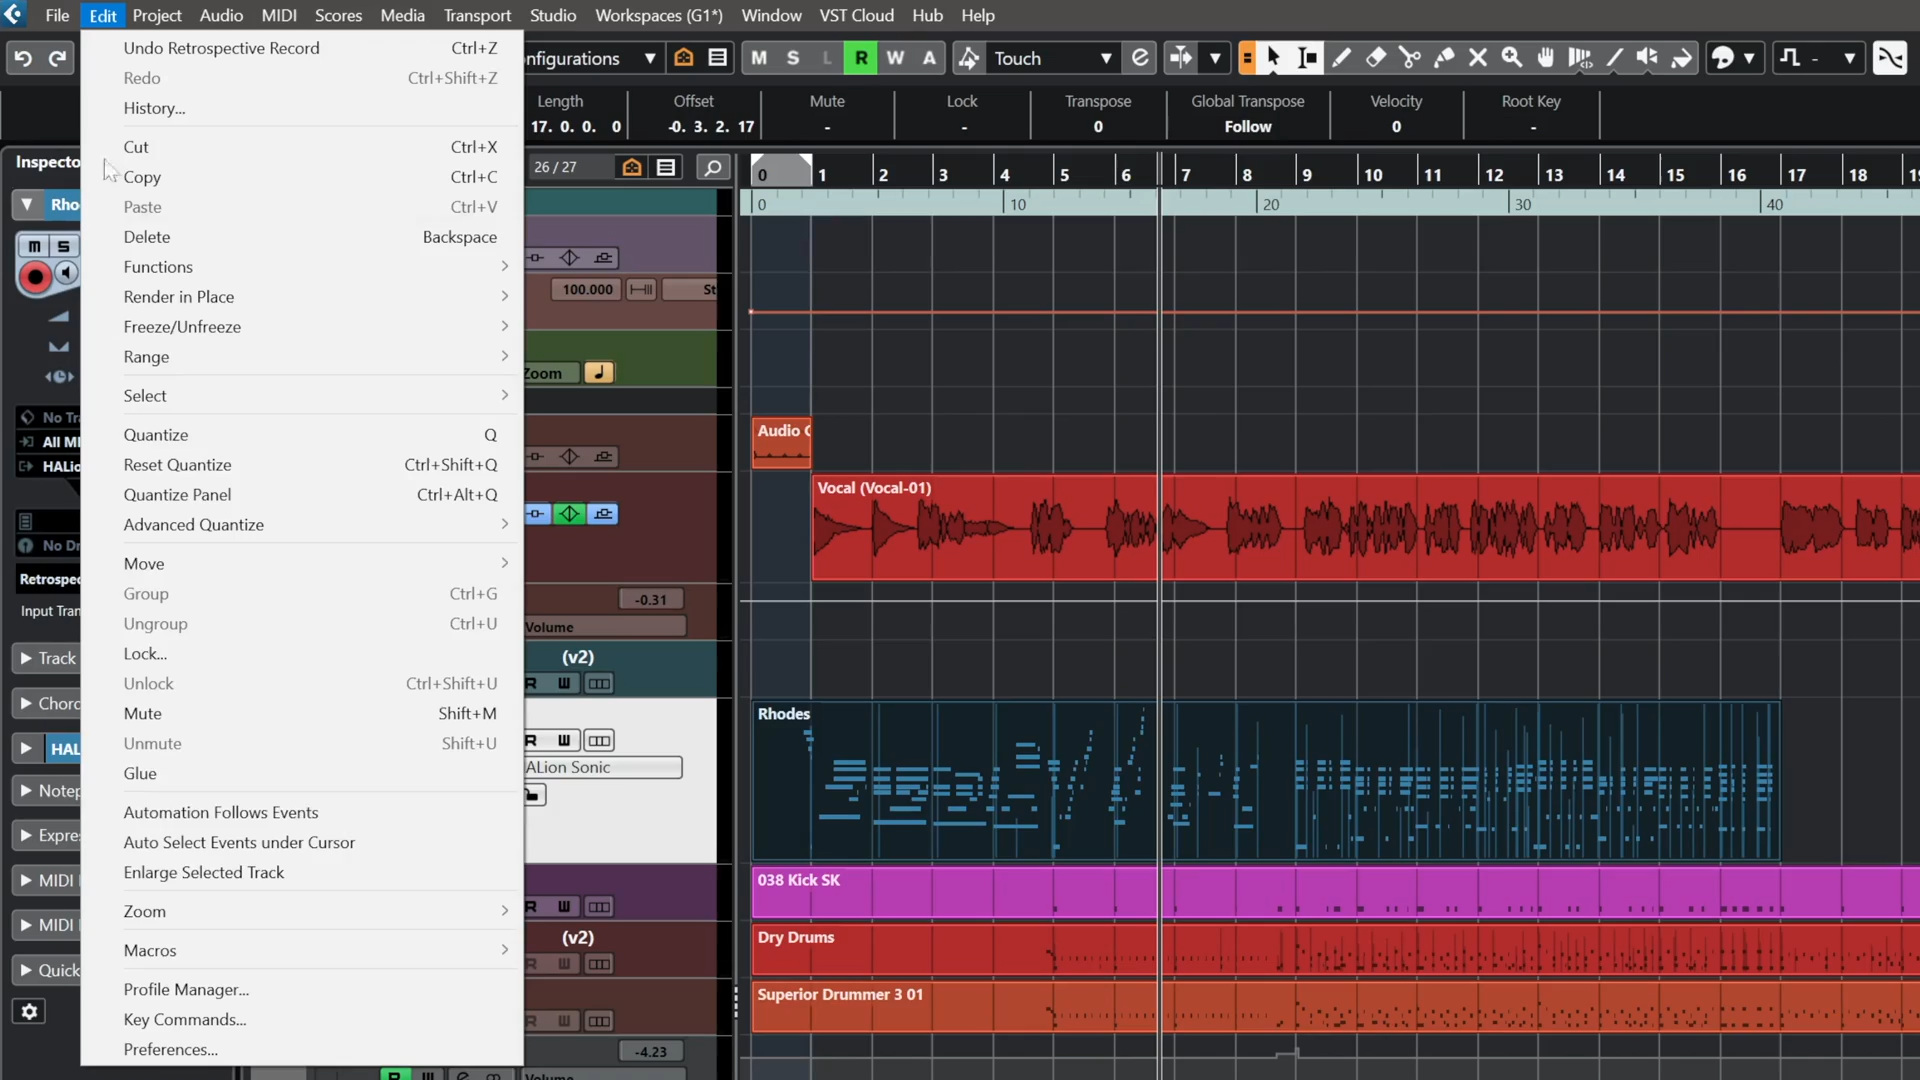 File Edit Project Audio MIDI Scores Media Transport Studio Workspaces (G1*) Window VST Cloud Hub Help
nfigurations M S L R W A Touch
Length Offset Mute Lock Transpose Global Transpose Velocity Root Key
17. 0. 0. 0 -0. 3. 2. 17 - - 0 Follow 0 -
Undo Retrospective Record Ctrl+Z
Redo Ctrl+Shift+Z
History...
Cut Ctrl+X
Copy Ctrl+C
Paste Ctrl+V
Delete Backspace
Functions
Render in Place
Freeze/Unfreeze
Range
Select
Quantize Q
Reset Quantize Ctrl+Shift+Q
Quantize Panel Ctrl+Alt+Q
Advanced Quantize
Move
Group Ctrl+G
Ungroup Ctrl+U
Lock...
Unlock Ctrl+Shift+U
Mute Shift+M
Unmute Shift+U
Glue
Automation Follows Events
Auto Select Events under Cursor
Enlarge Selected Track
Zoom
Macros
Profile Manager...
Key Commands...
Preferences...
Inspecto
Rho
m S
No Tr
All MI
HALio
No Dr
Retrospec
Input Tran
Track
Chord
HAL
Notep
Expre
MIDI
MIDI
Quick
26 / 27
100.000 St
Zoom
-0.31
Volume
(v2)
R W
R W
ALion Sonic
R W
(v2)
R W
R W
-4.23
R W Volume
0 1 2 3 4 5 6 7 8 9 10 11 12 13 14 15 16 17 18 19
0 10 20 30 40
Audio
Vocal (Vocal-01)
Rhodes
038 Kick SK
Dry Drums
Superior Drummer 3 01